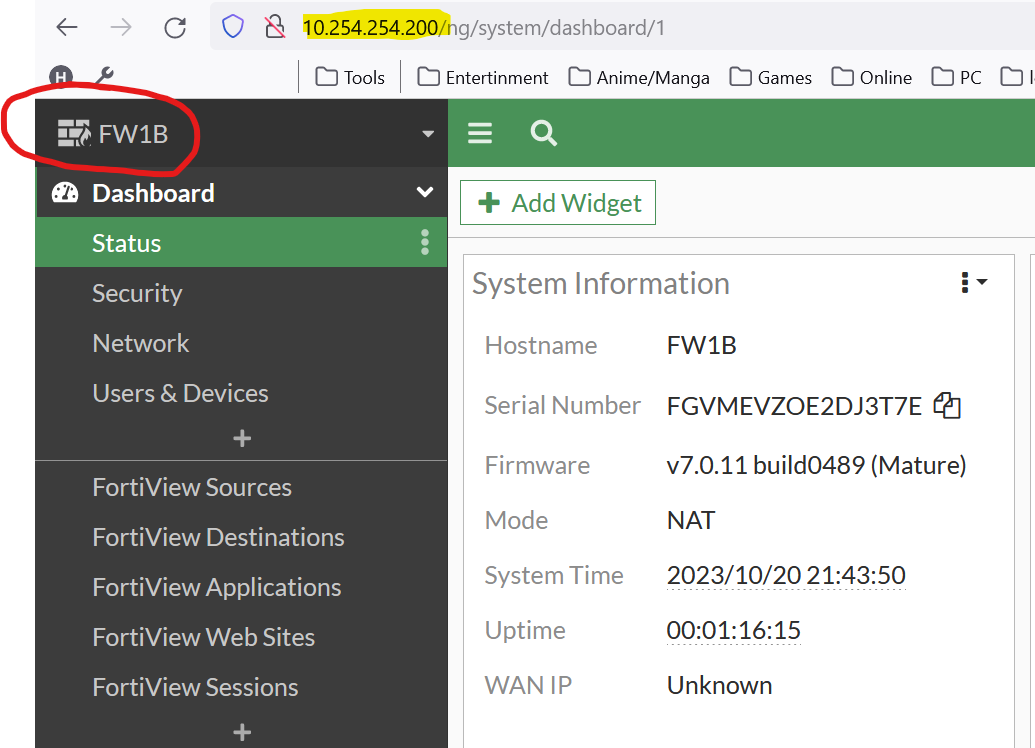 10.254.254.200/ng/system/dashboard/1
H
Tools
Entertinment
Anime/Manga
Games
Online
PC
FW1B
Dashboard
Add Widget
Status
System Information
Security
Hostname FW1B
Network
Users & Devices
Serial Number FGVMEVZOE2DJ3T7E
+
Firmware v7.0.11 build0489 (Mature)
FortiView Sources
Mode NAT
FortiView Destinations
System Time 2023/10/20 21:43:50
FortiView Applications
Uptime 00:01:16:15
FortiView Web Sites
WAN IP Unknown
FortiView Sessions
+